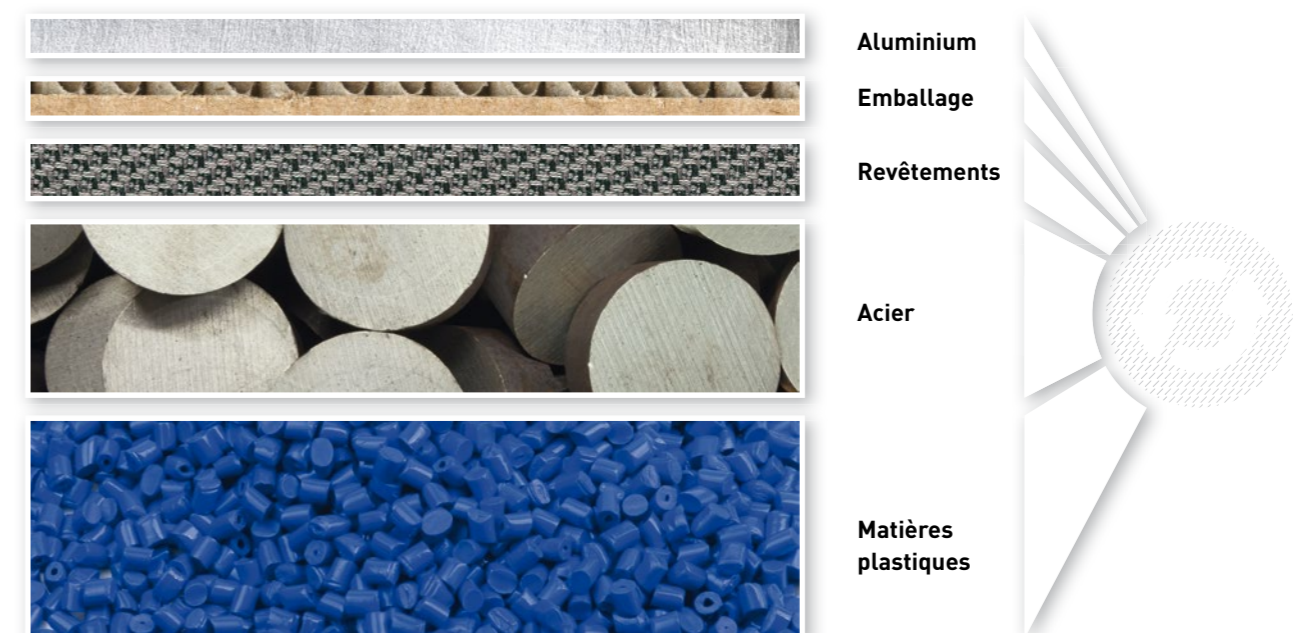 Aluminium
Emballage
Revêtements
Acier
Matières
plastiques